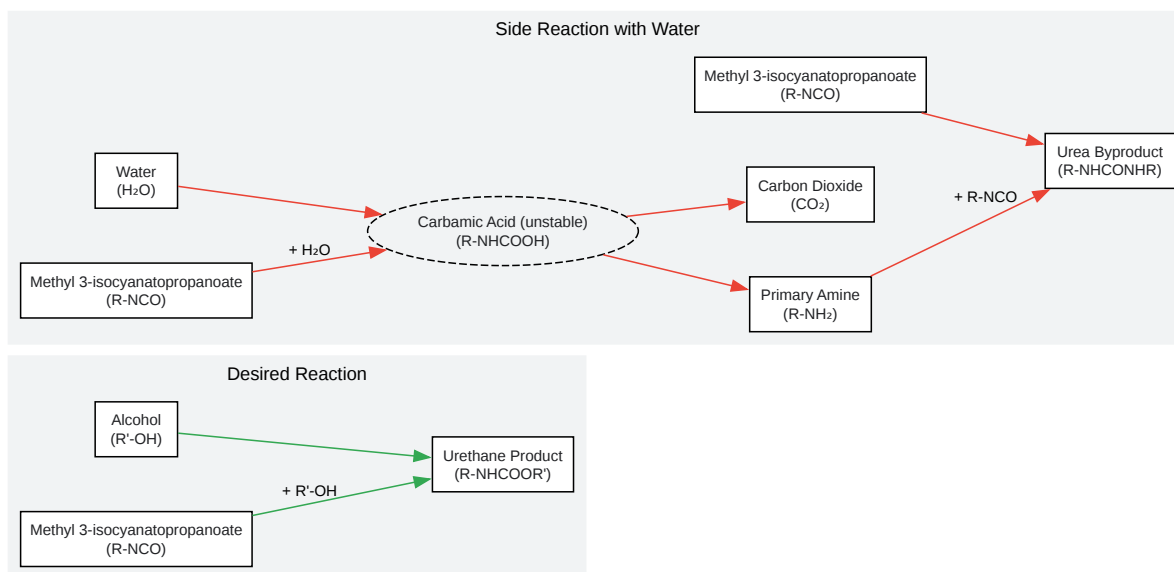 Side Reaction with Water
Methyl 3-isocyanatopropanoate
(R-NCO)
Water
(H₂O)
Urea Byproduct
(R-NHCONHR)
Carbon Dioxide
(CO₂)
+ R-NCO
Carbamic Acid (unstable)
(R-NHCOOH)
+ H₂O
Methyl 3-isocyanatopropanoate
(R-NCO)
Primary Amine
(R-NH₂)
Desired Reaction
Alcohol
(R'-OH)
Urethane Product
(R-NHCOOR')
+ R'-OH
Methyl 3-isocyanatopropanoate
(R-NCO)